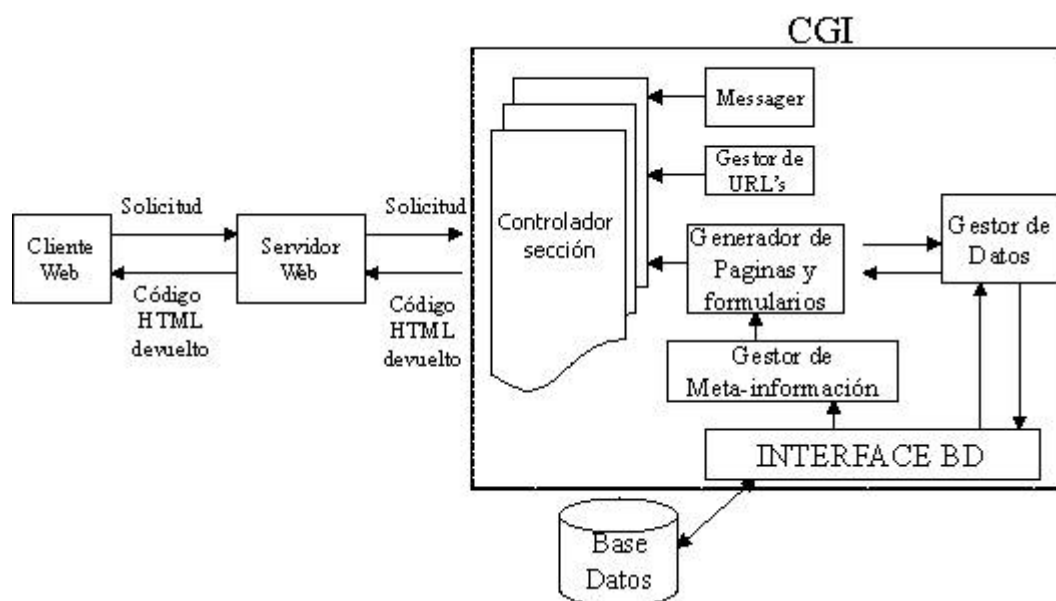 CGI
Messager
Gestor de
URL's
Solicitud
Solicitud
Cliente
Web
Servidor
Web
Controlador
sección
Generador de
Paginas y
formularios
Gestor de
Datos
Código
HTML
devuelto
Código
HTML
devuelto
Gestor de
Meta-información
INTERFACE BD
Base
Datos